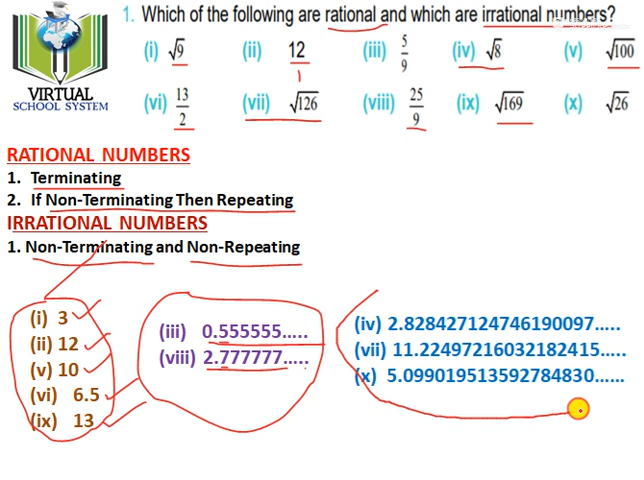 1. Which of the following are rational and which are irrational numbers?
(i) √9 (ii) 12 (iii) 5/9 (iv) √8 (v) √100
1
(vi) 13/2 (vii) √126 (viii) 25/9 (ix) √169 (x) √26
VIRTUAL
SCHOOL SYSTEM
RATIONAL NUMBERS
1. Terminating
2. If Non-Terminating Then Repeating
IRRATIONAL NUMBERS
1. Non-Terminating and Non-Repeating
(i) 3
(ii) 12
(v) 10
(vi) 6.5
(ix) 13
(iii) 0.555555.....
(viii) 2.777777.....
(iv) 2.828427124746190097.....
(vii) 11.22497216032182415.....
(x) 5.099019513592784830......